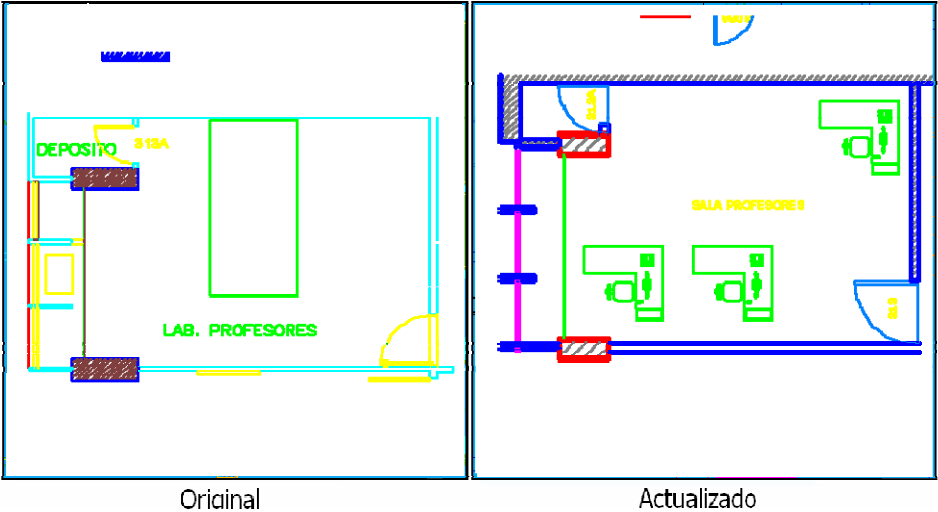 DEPOSITO
313A
LAB. PROFESORES
SALA PROFESORES
Original
Actualizado